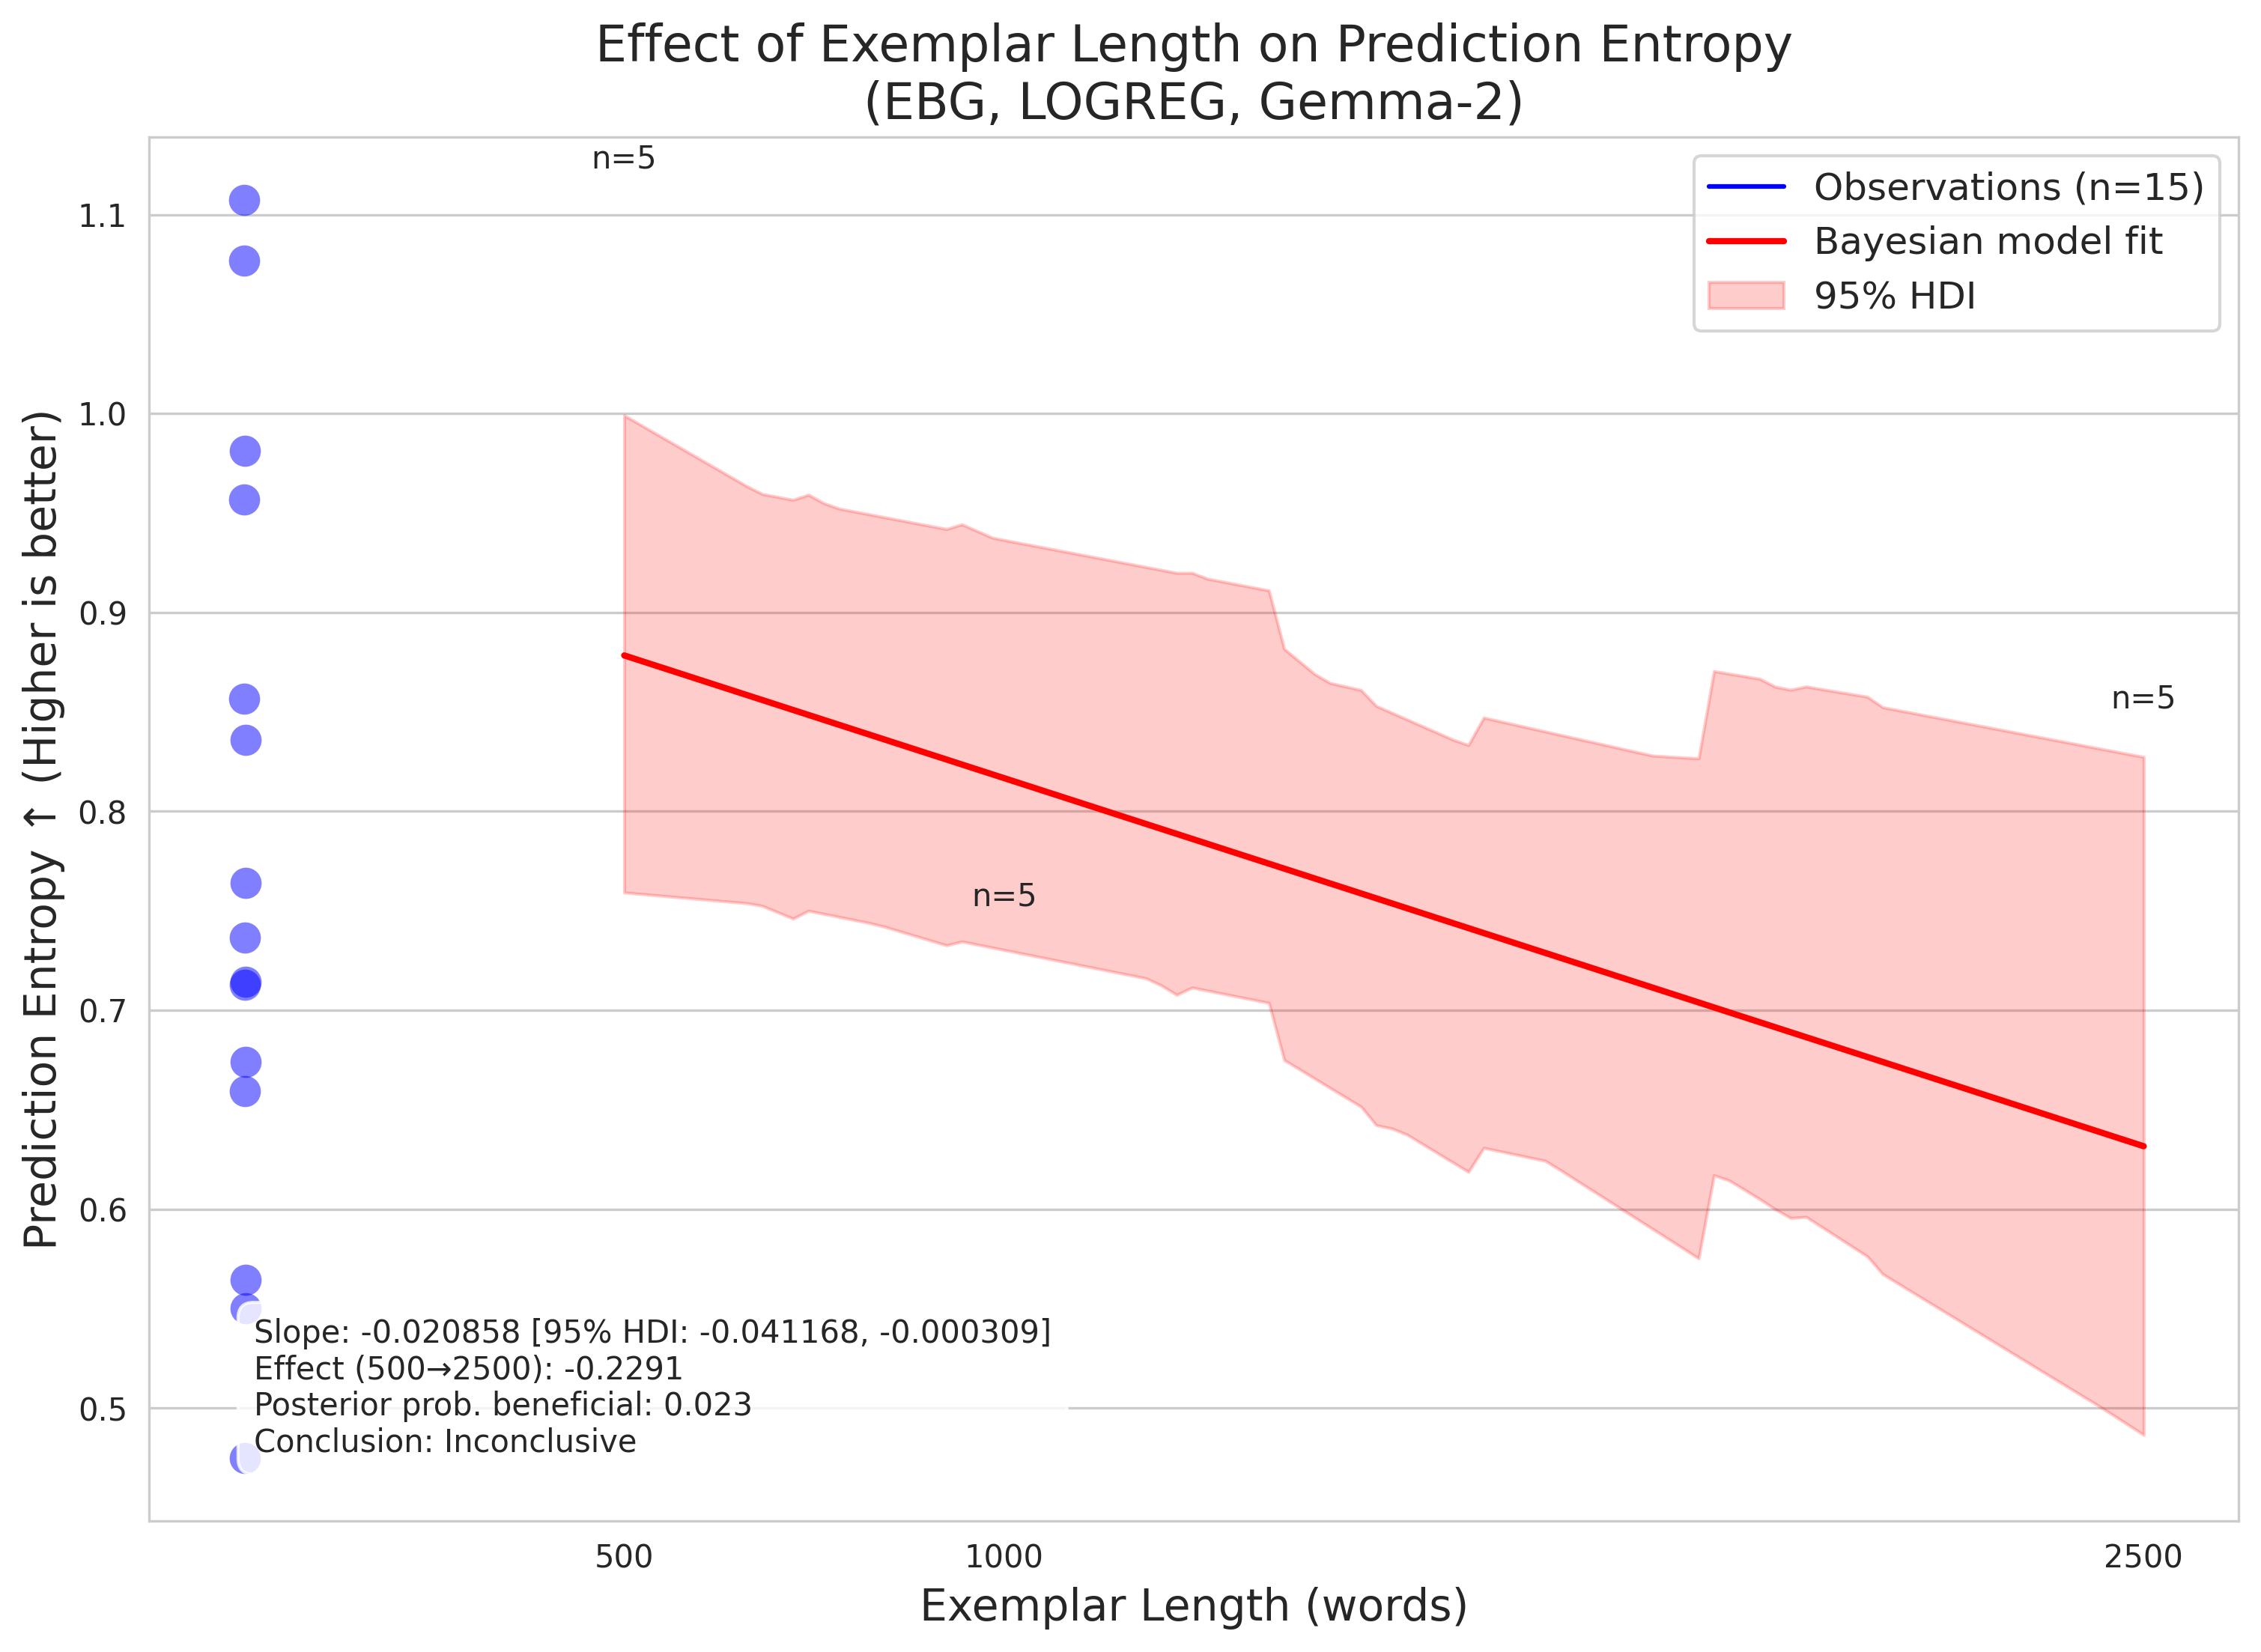 Effect of Exemplar Length on Prediction Entropy
(EBG, LOGREG, Gemma-2)
n=5
Observations (n=15)
Bayesian model fit
95% HDI
1.1
1.0
0.9
0.8
0.7
0.6
0.5
Prediction Entropy ↑ (Higher is better)
n=5
n=5
Slope: -0.020858 [95% HDI: -0.041168, -0.000309]
Effect (500→2500): -0.2291
Posterior prob. beneficial: 0.023
Conclusion: Inconclusive
500
1000
2500
Exemplar Length (words)